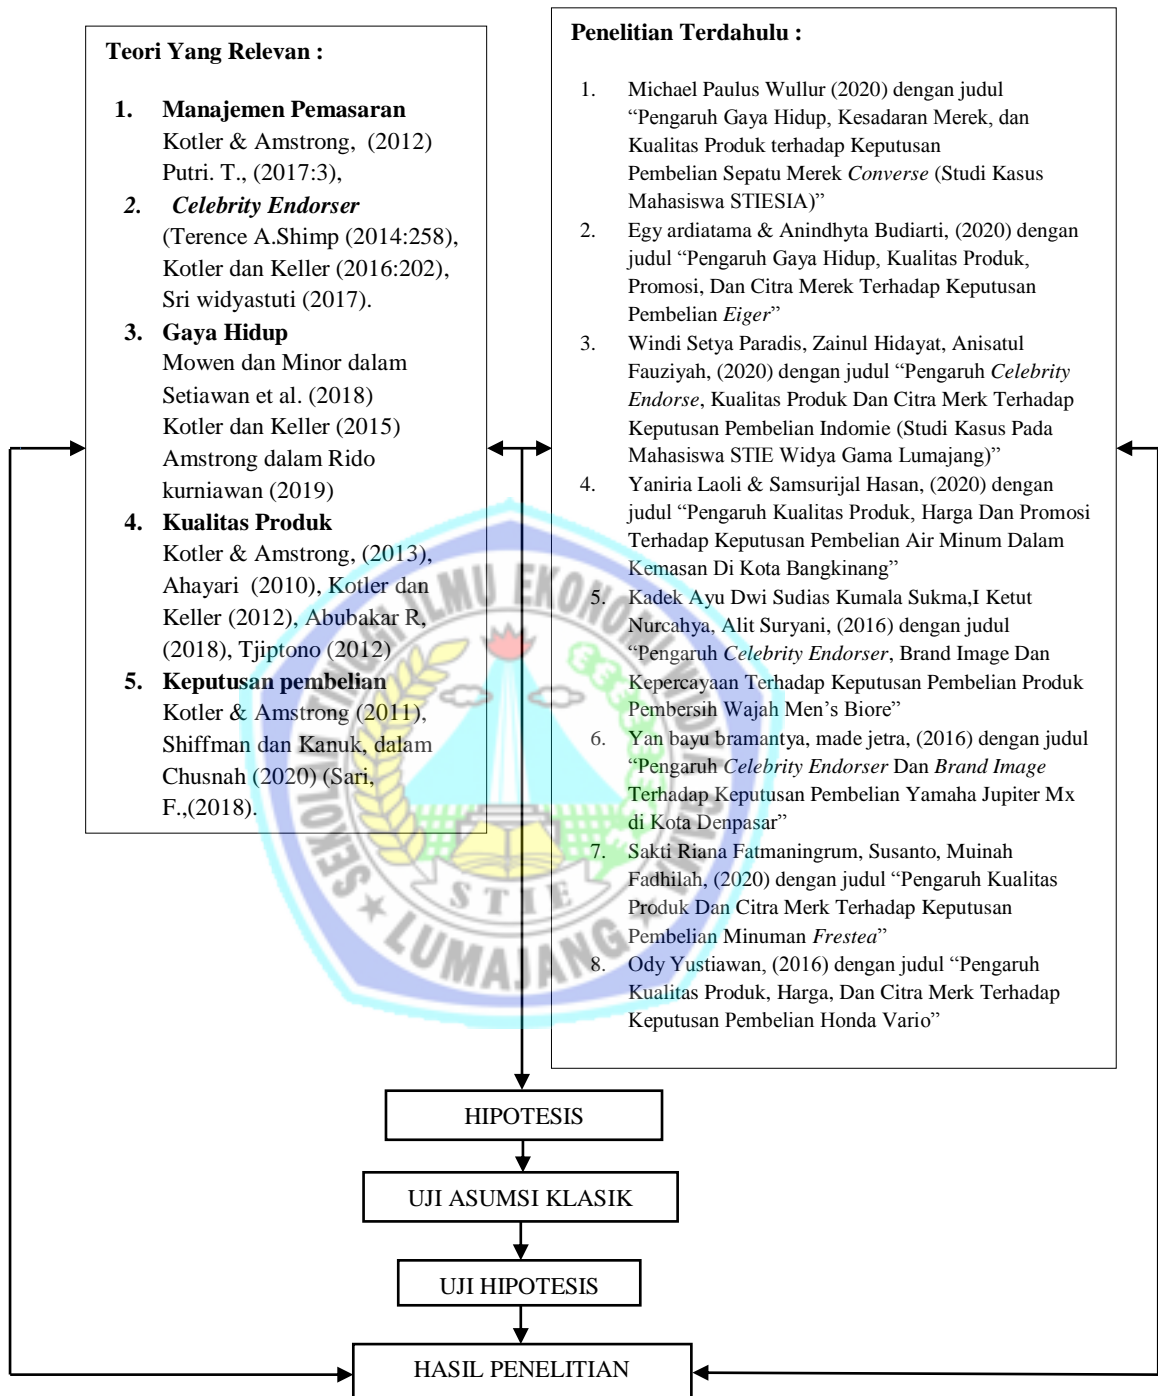 Teori Yang Relevan :
1. Manajemen Pemasaran
Kotler & Amstrong, (2012)
Putri. T., (2017:3),
2. Celebrity Endorser
(Terence A.Shimp (2014:258),
Kotler dan Keller (2016:202),
Sri widyastuti (2017).
3. Gaya Hidup
Mowen dan Minor dalam
Setiawan et al. (2018)
Kotler dan Keller (2015)
Amstrong dalam Rido
kurniawan (2019)
4. Kualitas Produk
Kotler & Amstrong, (2013),
Ahayari (2010), Kotler dan
Keller (2012), Abubakar R,
(2018), Tjiptono (2012)
5. Keputusan pembelian
Kotler & Amstrong (2011),
Shiffman dan Kanuk, dalam
Chusnah (2020) (Sari,
F.,(2018).
Penelitian Terdahulu :
1. Michael Paulus Wullur (2020) dengan judul
“Pengaruh Gaya Hidup, Kesadaran Merek, dan
Kualitas Produk terhadap Keputusan
Pembelian Sepatu Merek Converse (Studi Kasus
Mahasiswa STIESIA)”
2. Egy ardiatama & Anindhyta Budiarti, (2020) dengan
judul “Pengaruh Gaya Hidup, Kualitas Produk,
Promosi, Dan Citra Merek Terhadap Keputusan
Pembelian Eiger”
3. Windi Setya Paradis, Zainul Hidayat, Anisatul
Fauziyah, (2020) dengan judul “Pengaruh Celebrity
Endorse, Kualitas Produk Dan Citra Merk Terhadap
Keputusan Pembelian Indomie (Studi Kasus Pada
Mahasiswa STIE Widya Gama Lumajang)”
4. Yaniria Laoli & Samsurijal Hasan, (2020) dengan
judul “Pengaruh Kualitas Produk, Harga Dan Promosi
Terhadap Keputusan Pembelian Air Minum Dalam
Kemasan Di Kota Bangkinang”
5. Kadek Ayu Dwi Sudias Kumala Sukma,I Ketut
Nurcahya, Alit Suryani, (2016) dengan judul
“Pengaruh Celebrity Endorser, Brand Image Dan
Kepercayaan Terhadap Keputusan Pembelian Produk
Pembersih Wajah Men’s Biore”
6. Yan bayu bramantya, made jetra, (2016) dengan judul
“Pengaruh Celebrity Endorser Dan Brand Image
Terhadap Keputusan Pembelian Yamaha Jupiter Mx
di Kota Denpasar”
7. Sakti Riana Fatmaningrum, Susanto, Muinah
Fadhilah, (2020) dengan judul “Pengaruh Kualitas
Produk Dan Citra Merk Terhadap Keputusan
Pembelian Minuman Frestea”
8. Ody Yustiawan, (2016) dengan judul “Pengaruh
Kualitas Produk, Harga, Dan Citra Merk Terhadap
Keputusan Pembelian Honda Vario”
SEKOLAH TINGGI ILMU EKONOMI WIDYA GAMA
STIE
LUMAJANG
HIPOTESIS
UJI ASUMSI KLASIK
UJI HIPOTESIS
HASIL PENELITIAN